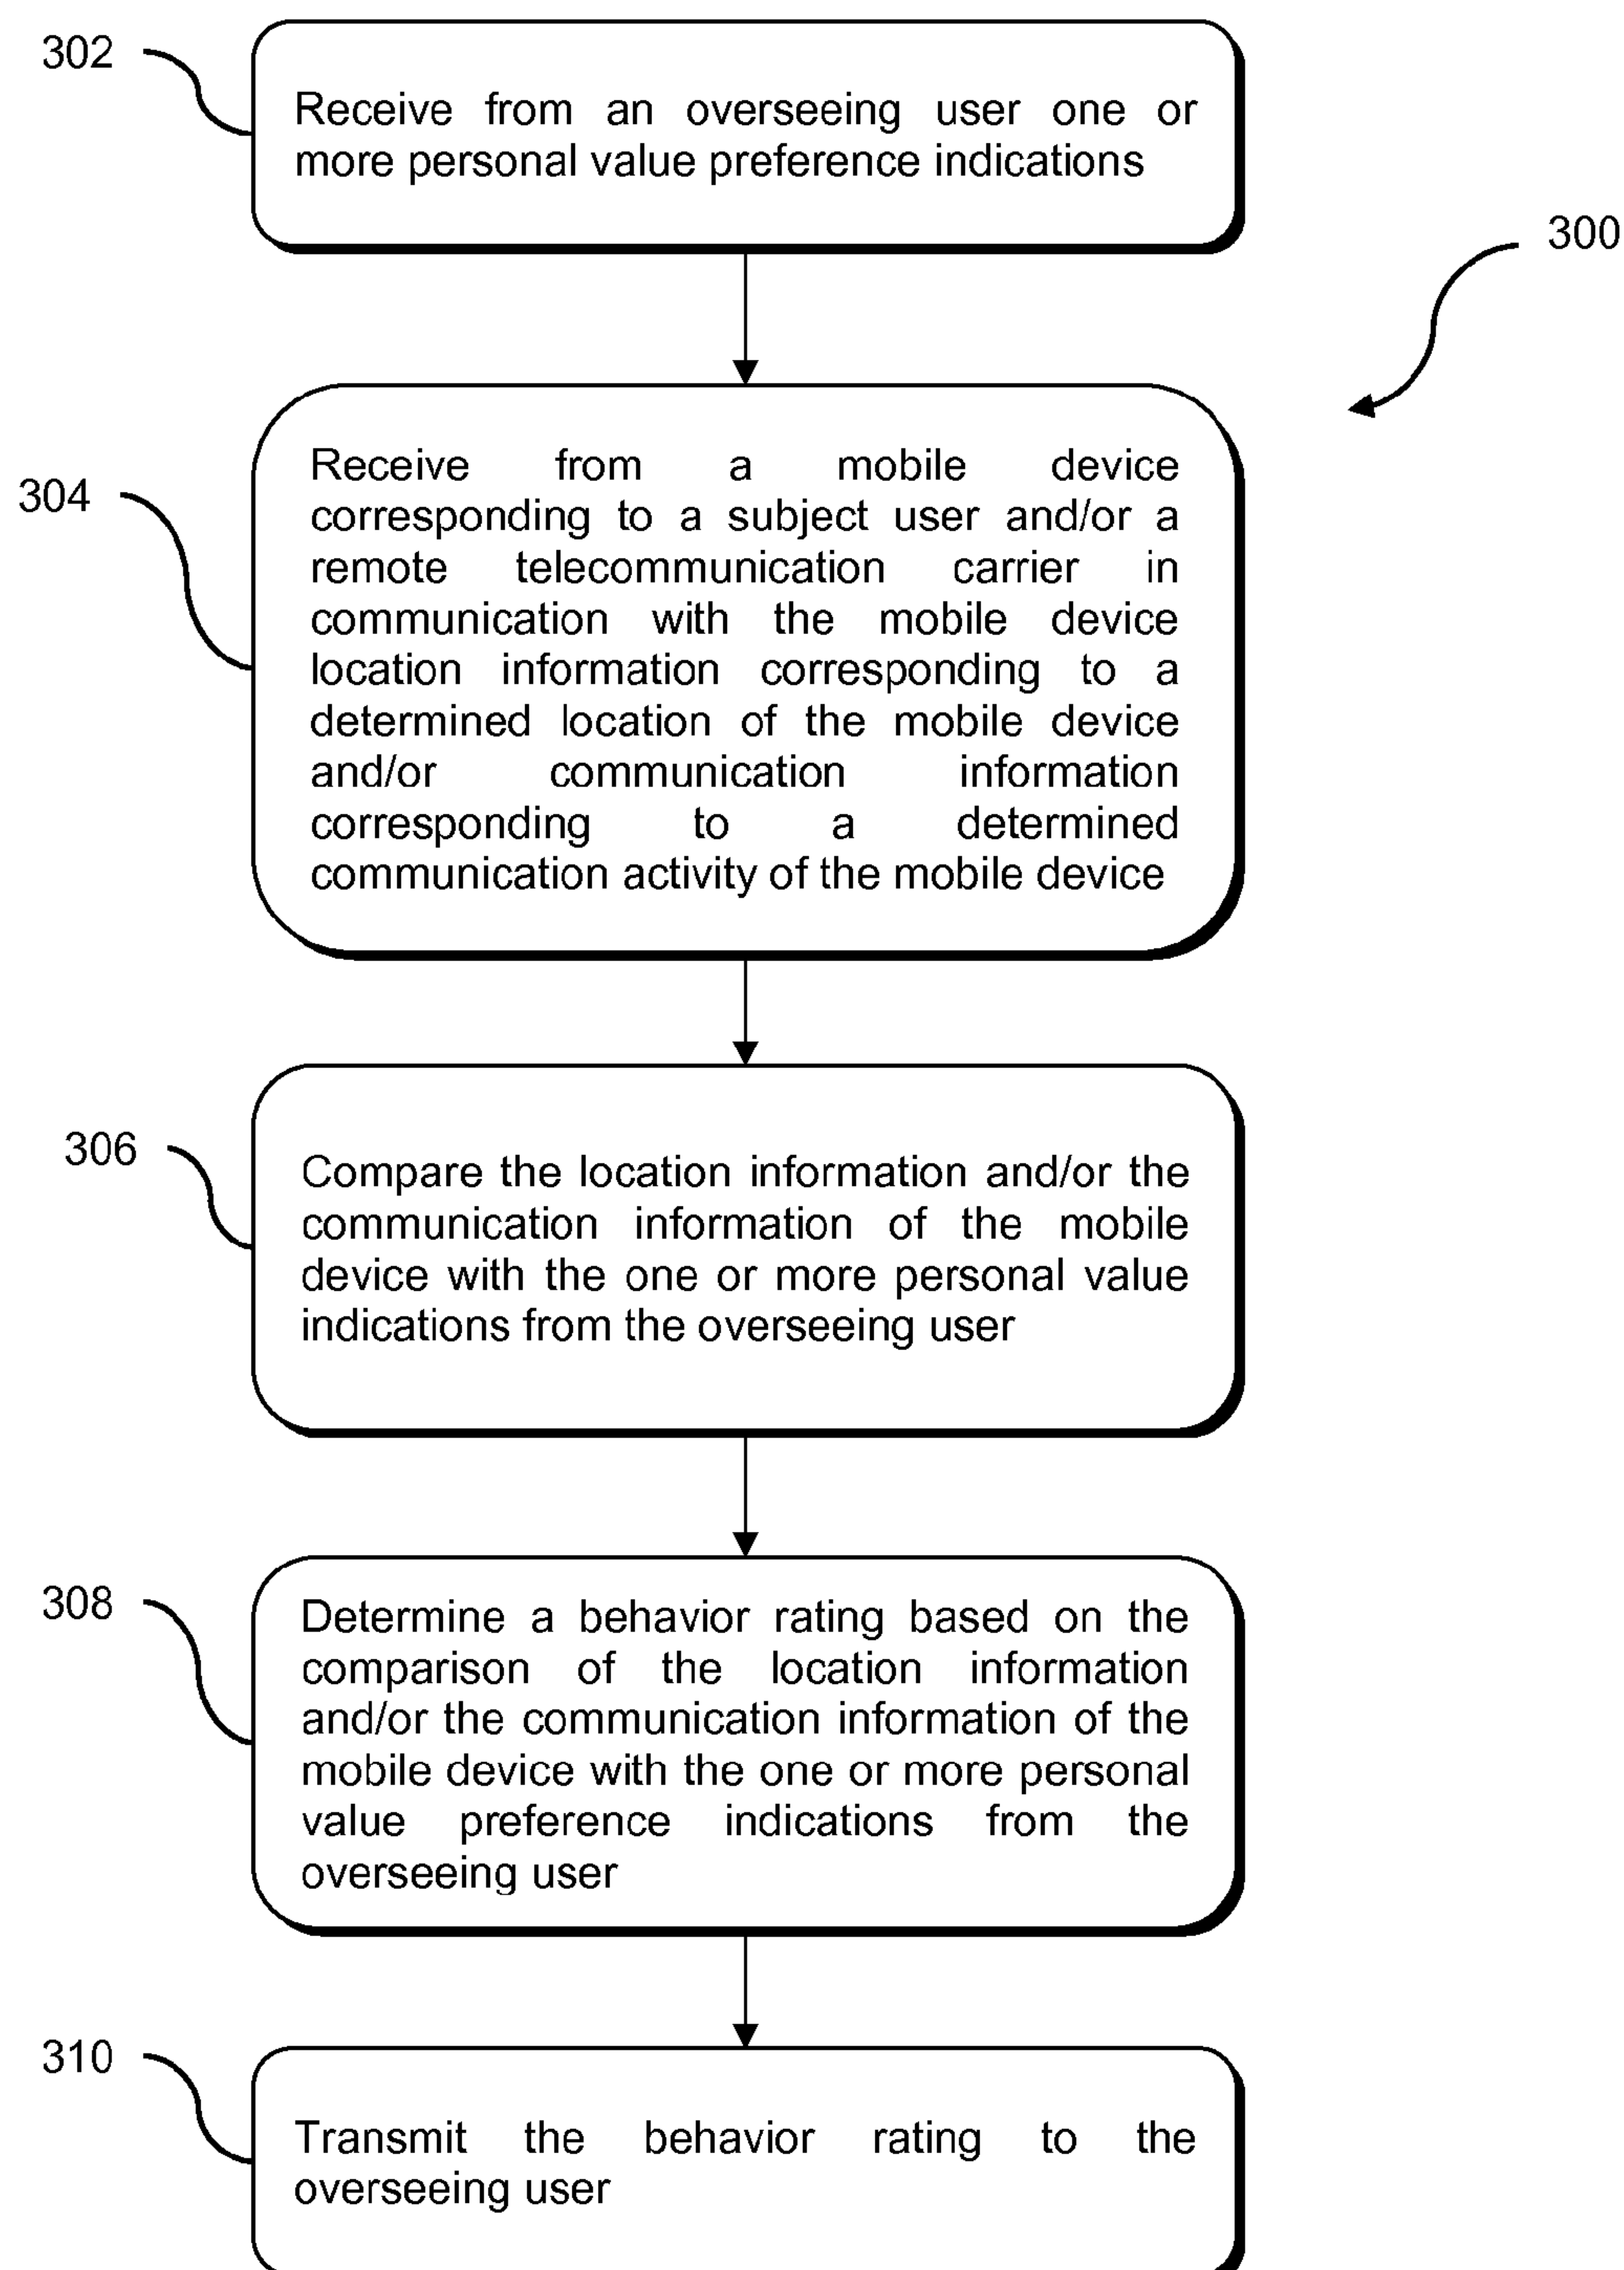 302
Receive from an overseeing user one or
more personal value preference indications
300
304
Receive from a mobile device
corresponding to a subject user and/or a
remote telecommunication carrier in
communication with the mobile device
location information corresponding to a
determined location of the mobile device
and/or communication information
corresponding to a determined
communication activity of the mobile device
306
Compare the location information and/or the
communication information of the mobile
device with the one or more personal value
indications from the overseeing user
308
Determine a behavior rating based on the
comparison of the location information
and/or the communication information of the
mobile device with the one or more personal
value preference indications from the
overseeing user
310
Transmit the behavior rating to the
overseeing user